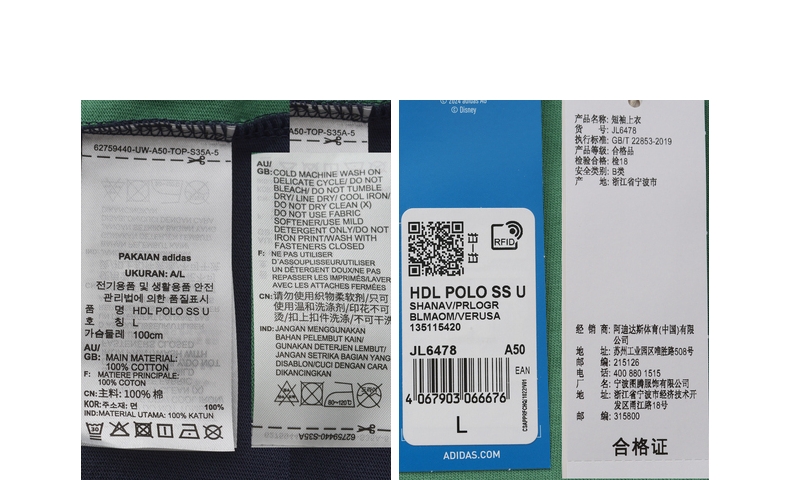 62759440-UW-A50-TOP-S35A-5
PAKAIAN adidas
UKURAN: A/L
전기용품 및 생활용품 안전
관리법에 의한 품질표시
품 명 HDL POLO SS U
호 칭 L
가슴둘레 100cm
AU/
GB: MAIN MATERIAL:
100% COTTON
F: MATIERE PRINCIPALE:
100% COTON
CN: 主料: 100% 棉
KOR: 주소재: 면 100%
IND: MATERIAL UTAMA: 100% KATUN
A50-TOP-S35A-5
AU/
GB: COLD MACHINE WASH ON
DELICATE CYCLE/ DO NOT
BLEACH/ DO NOT TUMBLE
DRY/ LINE DRY/ COOL IRON/
DO NOT DRY CLEAN (X)
DO NOT USE FABRIC
SOFTENER/USE MILD
DETERGENT ONLY/DO NOT
IRON PRINT/WASH WITH
FASTENERS CLOSED
F: NE PAS UTILISER
D'ASSOUPLISSEUR/UTILISER
UN DÉTERGENT DOUX/NE PAS
REPASSER LES IMPRIMÉS/LAVER
AVEC LES ATTACHES FERMÉES
CN: 请勿使用织物柔软剂/只可
使用温和洗涤剂/印花不可
烫/扣上扣件洗涤/不可干洗
IND: JANGAN MENGGUNAKAN
BAHAN PELEMBUT KAIN/
GUNAKAN DETERJEN LEMBUT/
JANGAN SETRIKA BAGIAN YANG
DISABLON/CUCI DENGAN CARA
DIKANCINGKAN
60~120℃
62759440-S35A
© 2024 adidas AG
© Disney
RFID
HDL POLO SS U
SHANAV/PRLOGR
BLMAOM/VERUSA
135115420
JL6478 A50
EAN
4 067903 066676
L
ADIDAS.COM
产品名称: 短袖上衣
货 号: JL6478
执行标准: GB/T 22853-2019
产品等级: 合格品
检验合格: 检18
安全类别: B类
产 地: 浙江省宁波市
经 销 商: 阿迪达斯体育(中国)有限
公司
地 址: 苏州工业园区唯胜路508号
邮 编: 215126
电 话: 400 880 1515
厂 名: 宁波图腾服饰有限公司
地 址: 浙江省宁波市经济技术开
发区甬江路18号
邮 编: 315800
合格证